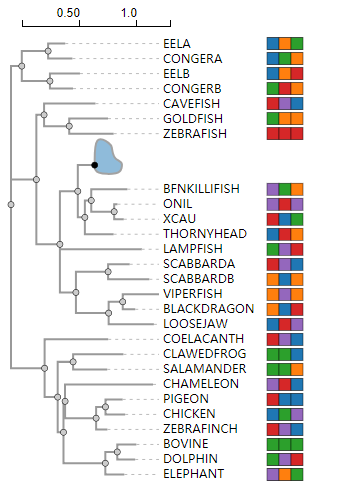 0.50 1.0
EELA
CONGERA
EELB
CONGERB
CAVEFISH
GOLDFISH
ZEBRAFISH
BFNKILLIFISH
ONIL
XCAU
THORNYHEAD
LAMPFISH
SCABBARDA
SCABBARDB
VIPERFISH
BLACKDRAGON
LOOSEJAW
COELACANTH
CLAWEDFROG
SALAMANDER
CHAMELEON
PIGEON
CHICKEN
ZEBRAFINCH
BOVINE
DOLPHIN
ELEPHANT